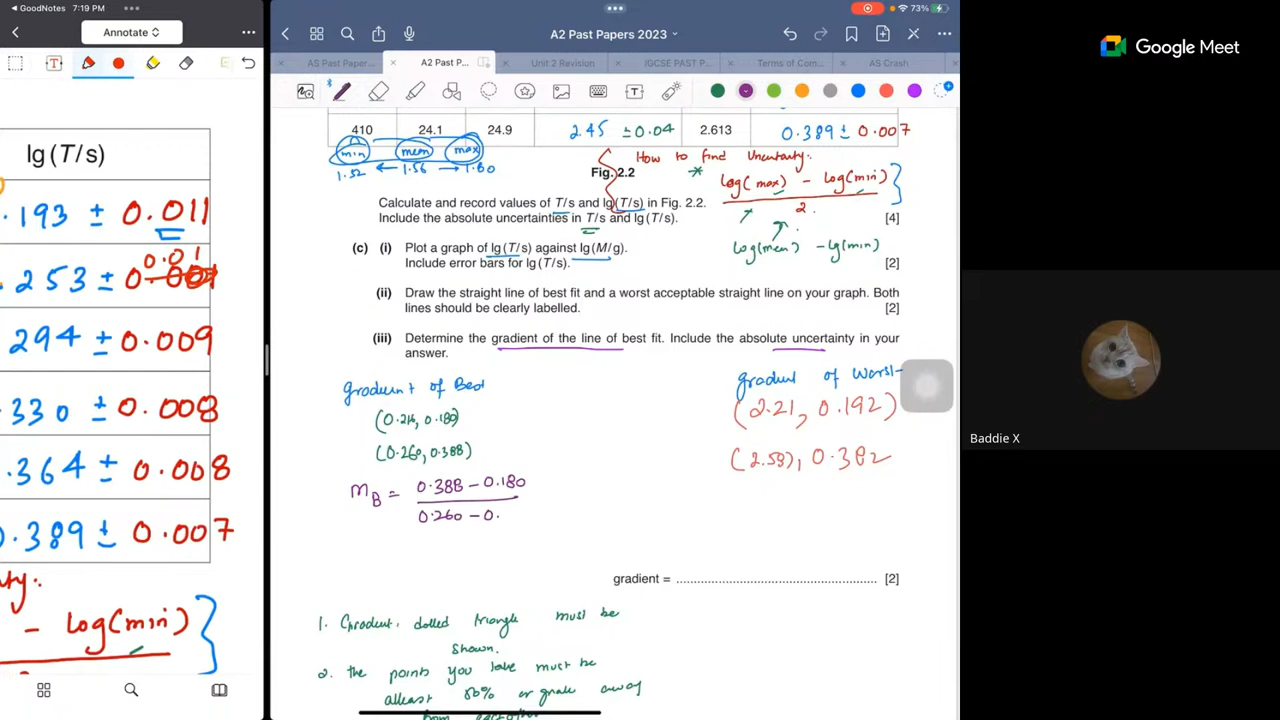 GoodNotes 7:19 PM
Annotate
lg(T/s)
.193 ± 0.011
0.01
.253 ±
294 ± 0.009
.330 ± 0.008
.364 ± 0.008
0.389 ± 0.007
- log(min)
73%
A2 Past Papers 2023
AS Past Paper...
A2 Past P...
Unit 2 Revision
IGCSE PAST P...
Terms of Com...
AS Crash
410 24.1 24.9 2.45 ±0.04 2.613 0.389 ± 0.007
min mean max
1.52 ← 1.56 → 1.60
How to find Uncertainty:
Fig. 2.2
log(max) - log(min)
2
log(mean) - lg(min)
Calculate and record values of T/s and lg(T/s) in Fig. 2.2.
Include the absolute uncertainties in T/s and lg(T/s). [4]
(c) (i) Plot a graph of lg(T/s) against lg(M/g).
Include error bars for lg(T/s). [2]
(ii) Draw the straight line of best fit and a worst acceptable straight line on your graph. Both
lines should be clearly labelled. [2]
(iii) Determine the gradient of the line of best fit. Include the absolute uncertainty in your
answer.
gradient of Best
(0.216, 0.180)
(0.260, 0.388)
M_B = 0.388 - 0.180
0.260 - 0.
gradient of Worst
(2.21, 0.192)
(2.58), 0.382
gradient = ............................................... [2]
1. Gradient: dotted triangle must be
shown.
2. the points you take must be
atleast 50% or grade away
Google Meet
Baddie X